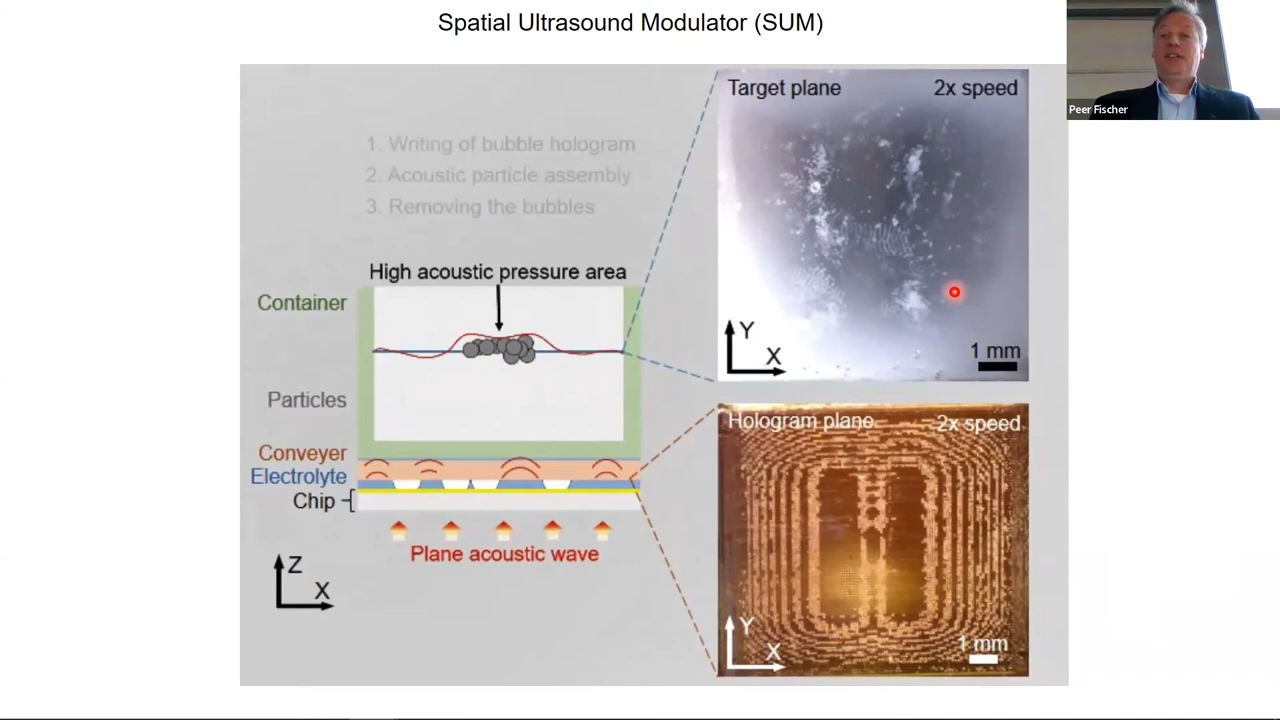 Spatial Ultrasound Modulator (SUM)
Peer Fischer
1. Writing of bubble hologram
2. Acoustic particle assembly
3. Removing the bubbles
High acoustic pressure area
Container
Particles
Conveyer
Electrolyte
Chip
Plane acoustic wave
Z
X
Target plane
2x speed
Y
X
1 mm
Hologram plane
2x speed
Y
X
1 mm